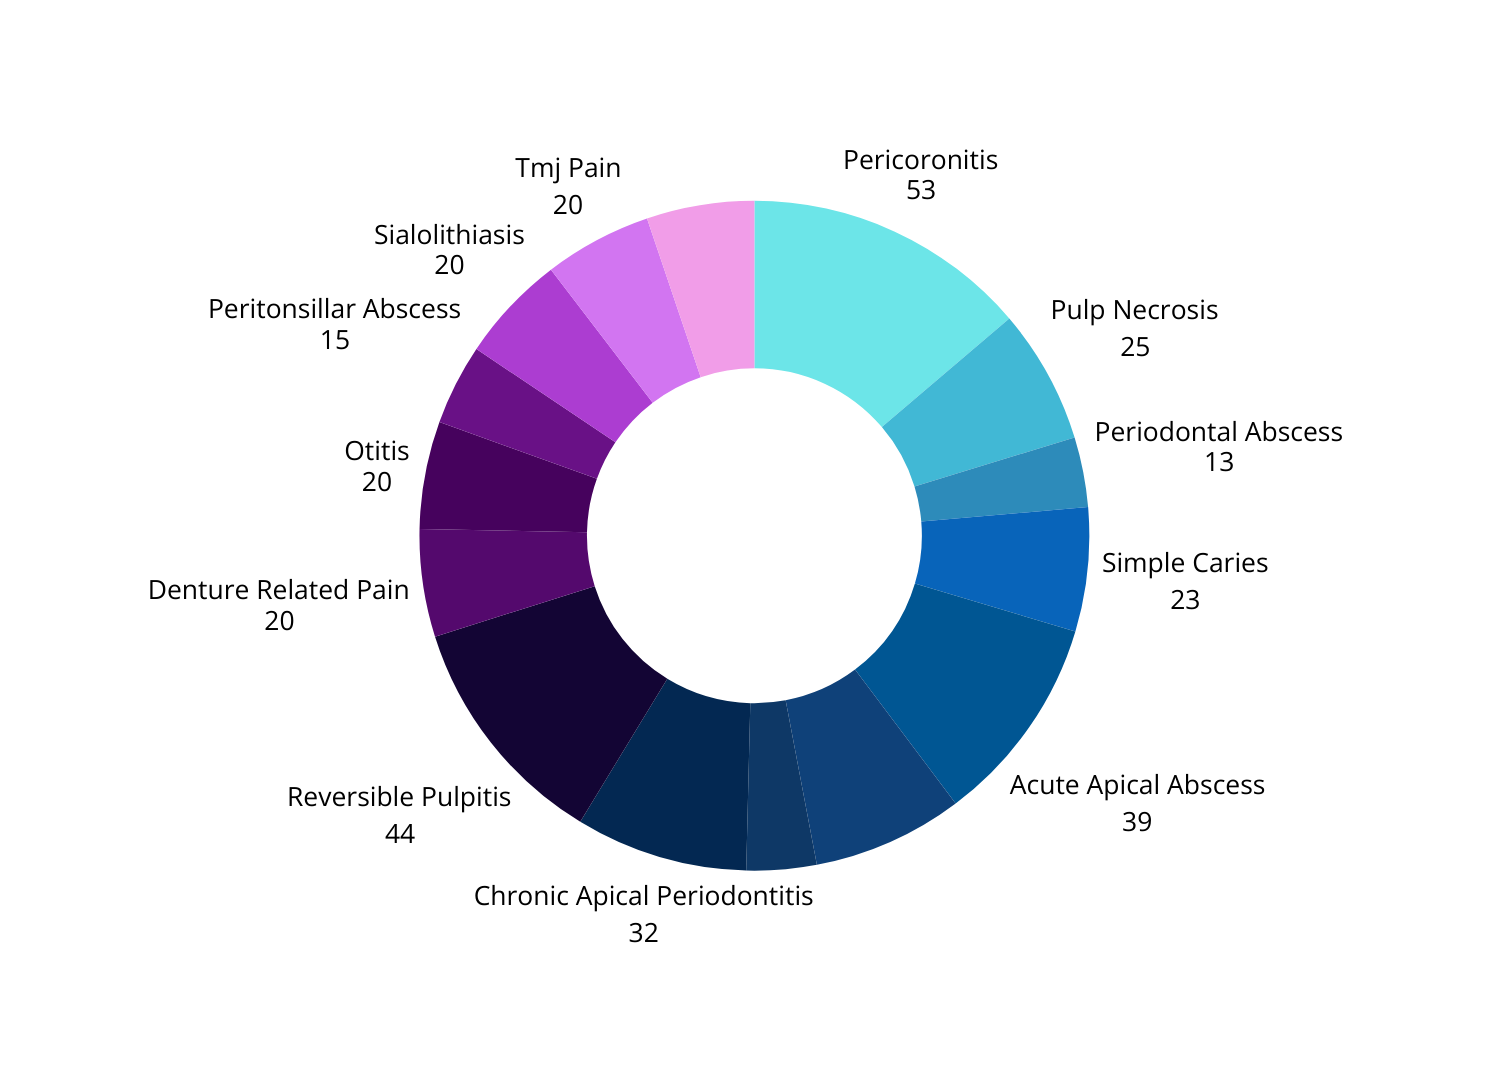 Pericoronitis
53
Pulp Necrosis
25
Periodontal Abscess
13
Simple Caries
23
Acute Apical Abscess
39
Chronic Apical Periodontitis
32
Reversible Pulpitis
44
Denture Related Pain
20
Otitis
20
Peritonsillar Abscess
15
Sialolithiasis
20
Tmj Pain
20